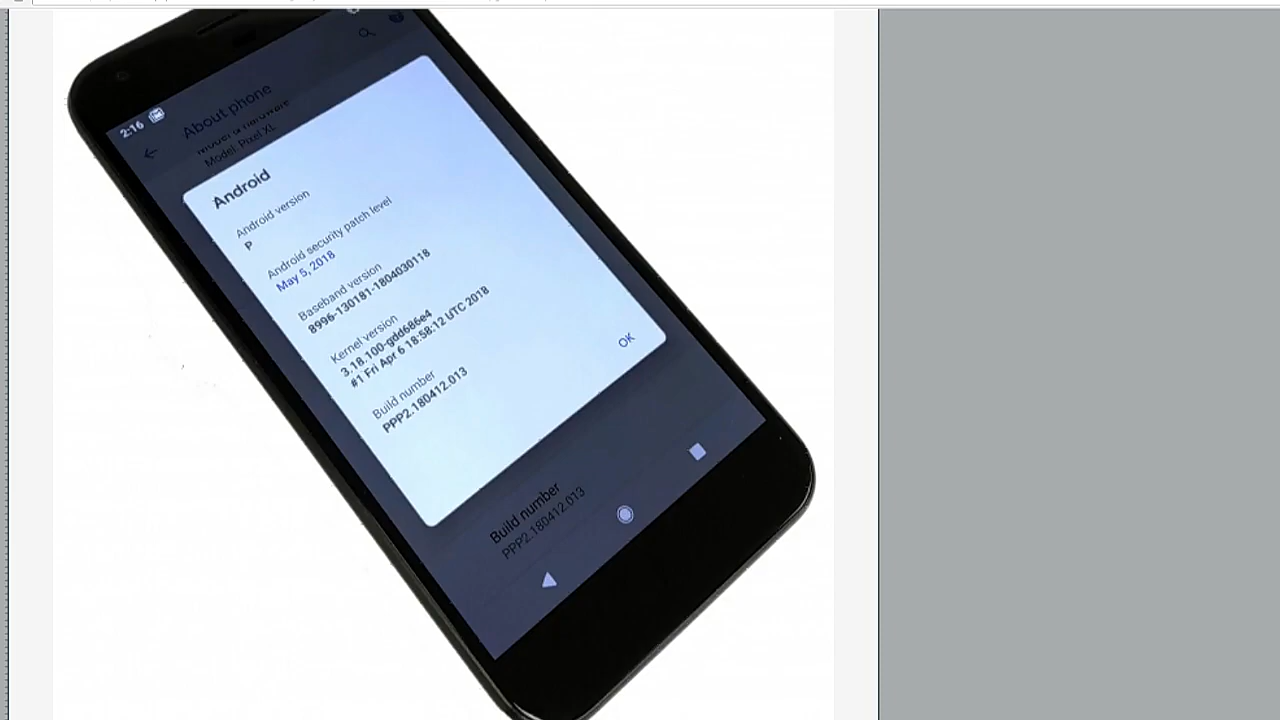 2:16
About phone
Model & hardware
Model: Pixel XL
Android
Android version
P
Android security patch level
May 5, 2018
Baseband version
8996-130181-1804030118
Kernel version
3.18.100-gdd686e4
#1 Fri Apr 6 18:58:12 UTC 2018
Build number
PPP2.180412.013
OK
Build number
PPP2.180412.013